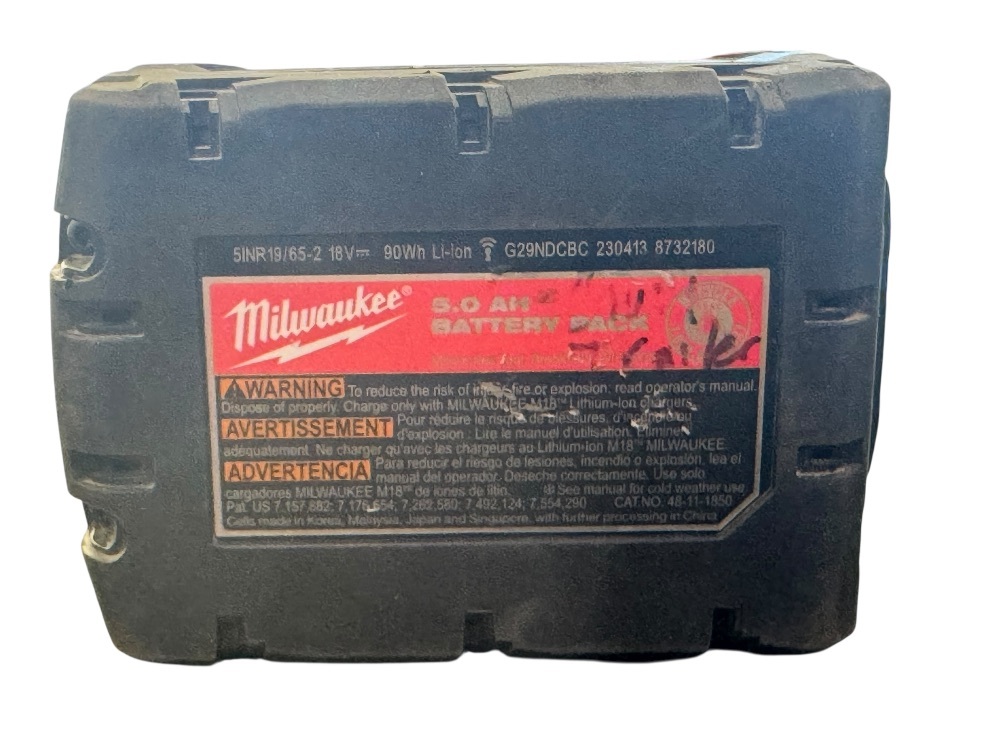 5INR19/65-2 18V⎓ 90Wh Li-Ion G29NDCBC 230413 8732180
Milwaukee®
5.0 AH
BATTERY PACK
⚠WARNING To reduce the risk of injury, fire or explosion, read operator's manual.
Dispose of properly. Charge only with MILWAUKEE M18™ Lithium-Ion chargers.
AVERTISSEMENT Pour réduire le risque de blessures, d'incendie ou
d'explosion : Lire le manuel d'utilisation. Éliminer
adéquatement. Ne charger qu'avec les chargeurs au Lithium-Ion M18™ MILWAUKEE
ADVERTENCIA Para reducir el riesgo de lesiones, incendio o explosión, lea el
manual del operador. Deseche correctamente. Use solo
cargadores MILWAUKEE M18™ de iones de litio. ❄See manual for cold weather use
Pat. US 7,157,882; 7,176,654; 7,262,580; 7,492,124; 7,554,290 CAT.NO. 48-11-1850
Cells made in Korea, Malaysia, Japan and Singapore, with further processing in China